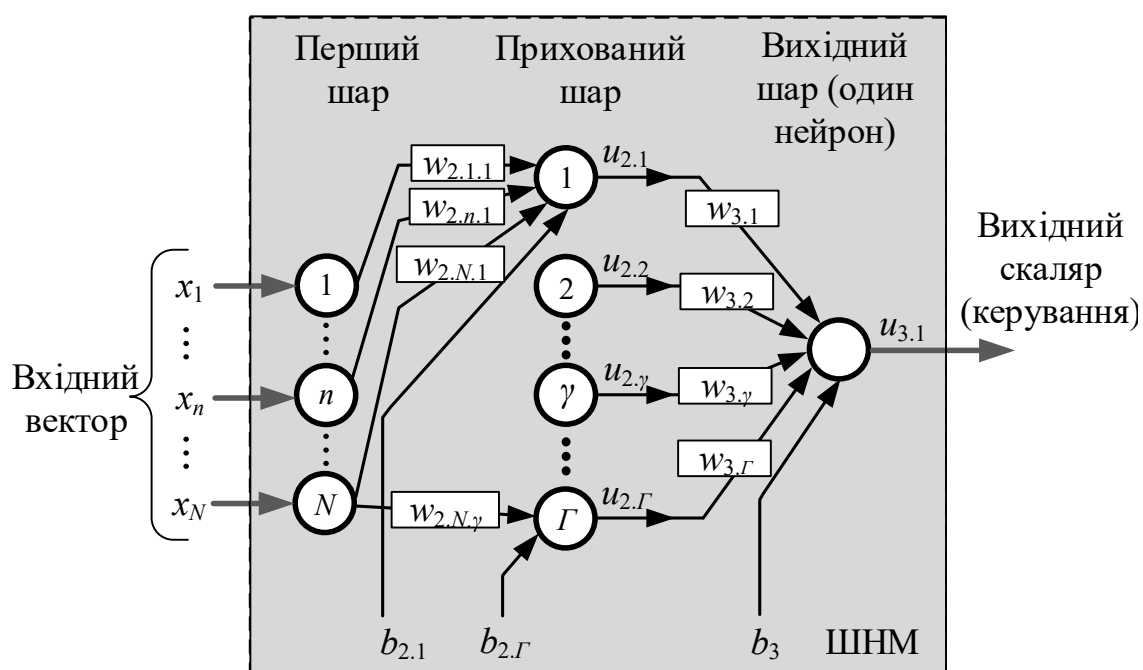 Перший
шар
Прихований
шар
Вихідний
шар (один
нейрон)
w2.1.1
w2.n.1
w2.N.1
w2.N.γ
1
n
N
1
2
γ
Γ
u2.1
u2.2
u2.γ
u2.Γ
w3.1
w3.2
w3.γ
w3.Γ
u3.1
Вхідний
вектор
x1
xn
xN
Вихідний
скаляр
(керування)
b2.1
b2.Γ
b3
ШНМ